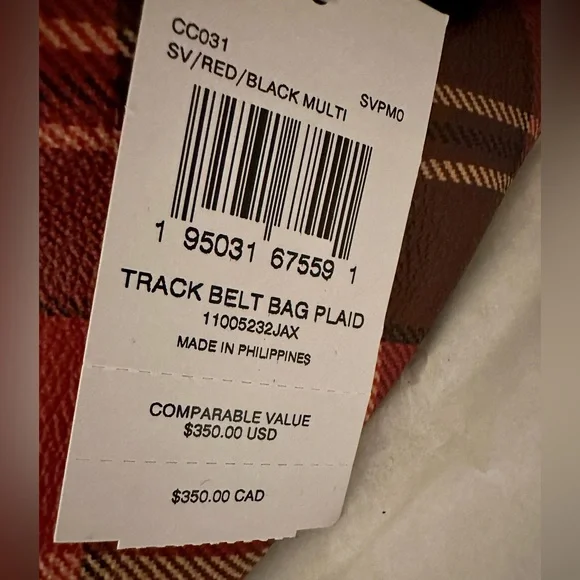 CC031
SV/RED/BLACK MULTI SVPMO
1 95031 67559 1
TRACK BELT BAG PLAID
11005232JAX
MADE IN PHILIPPINES
COMPARABLE VALUE
$350.00 USD
$350.00 CAD